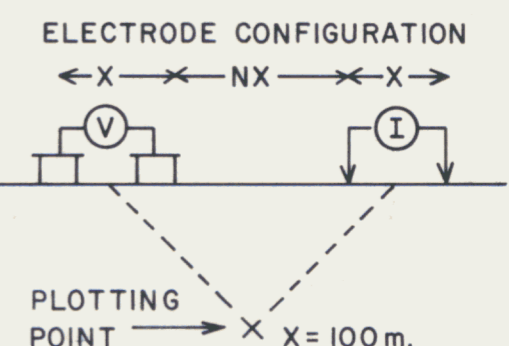 ELECTRODE CONFIGURATION
X NX X
V I
PLOTTING
POINT X X = 100 m.